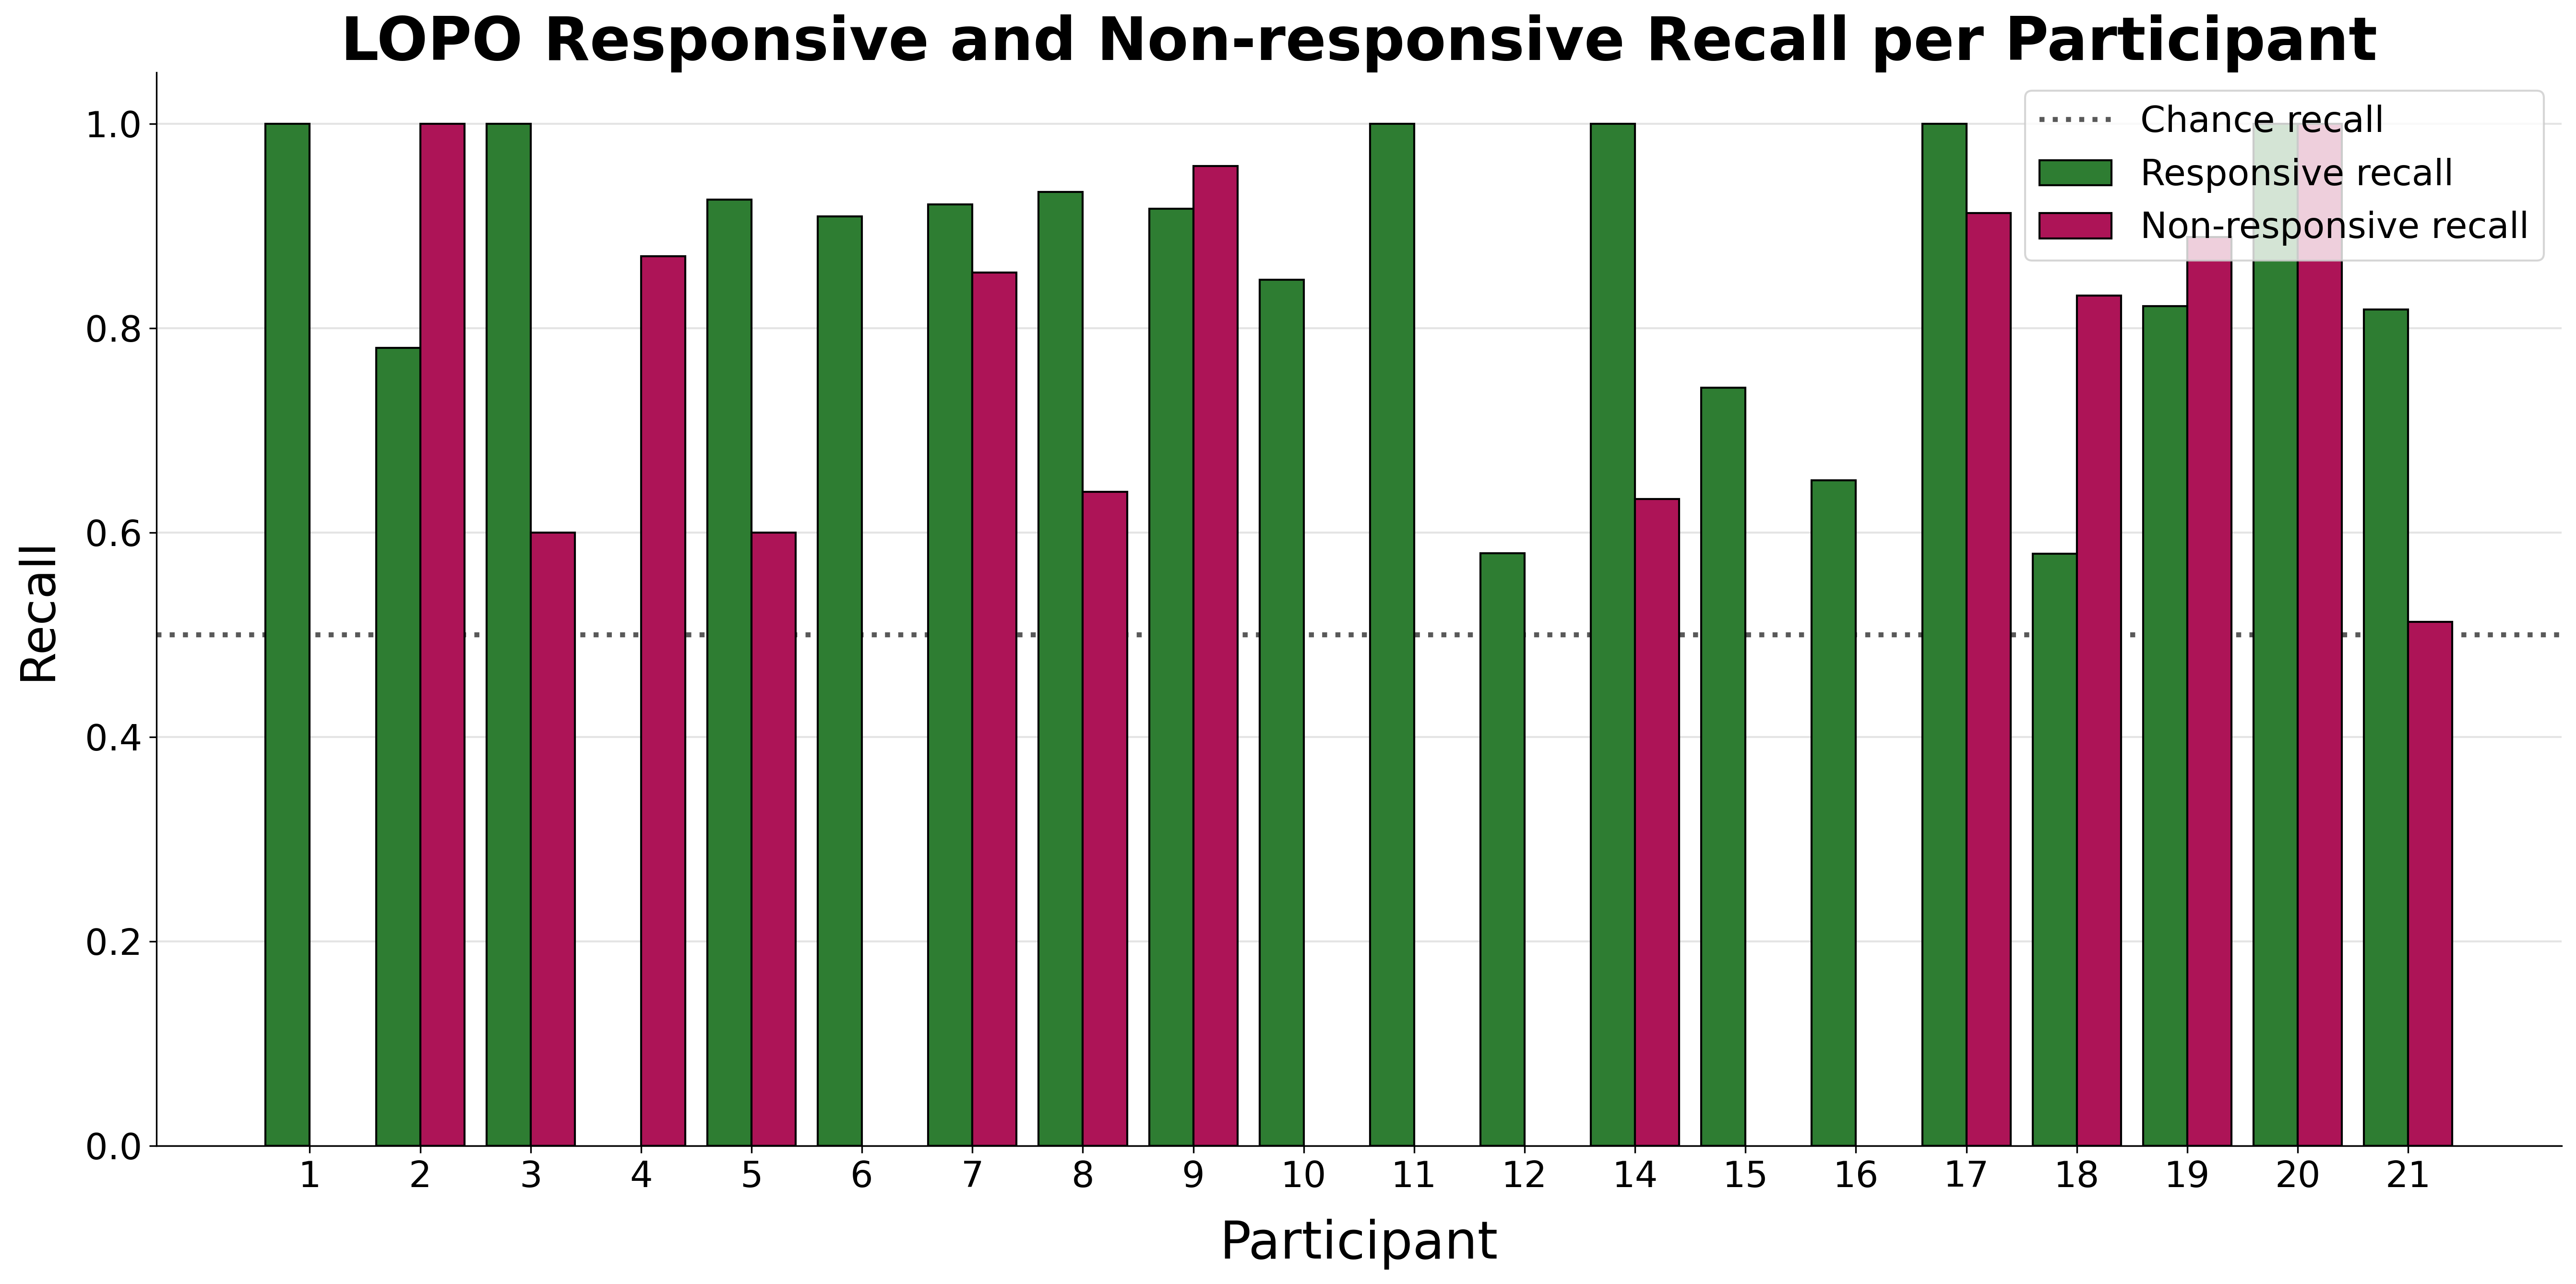 LOPO Responsive and Non-responsive Recall per Participant
Chance recall
Responsive recall
Non-responsive recall
Recall
1.0
0.8
0.6
0.4
0.2
0.0
1 2 3 4 5 6 7 8 9 10 11 12 14 15 16 17 18 19 20 21
Participant